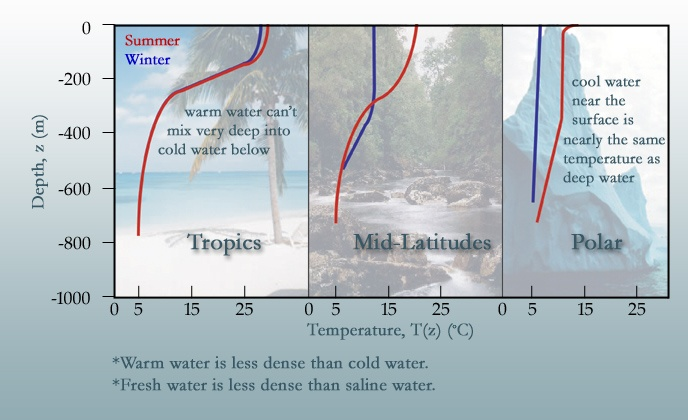 Summer
Winter
0
-200
-400
-600
-800
-1000
Depth, z (m)
warm water can't
mix very deep into
cold water below
cool water
near the
surface is
nearly the same
temperature as
deep water
Tropics
Mid-Latitudes
Polar
0 5 15 25
0 5 15 25
0 5 15 25
Temperature, T(z) (°C)
*Warm water is less dense than cold water.
*Fresh water is less dense than saline water.